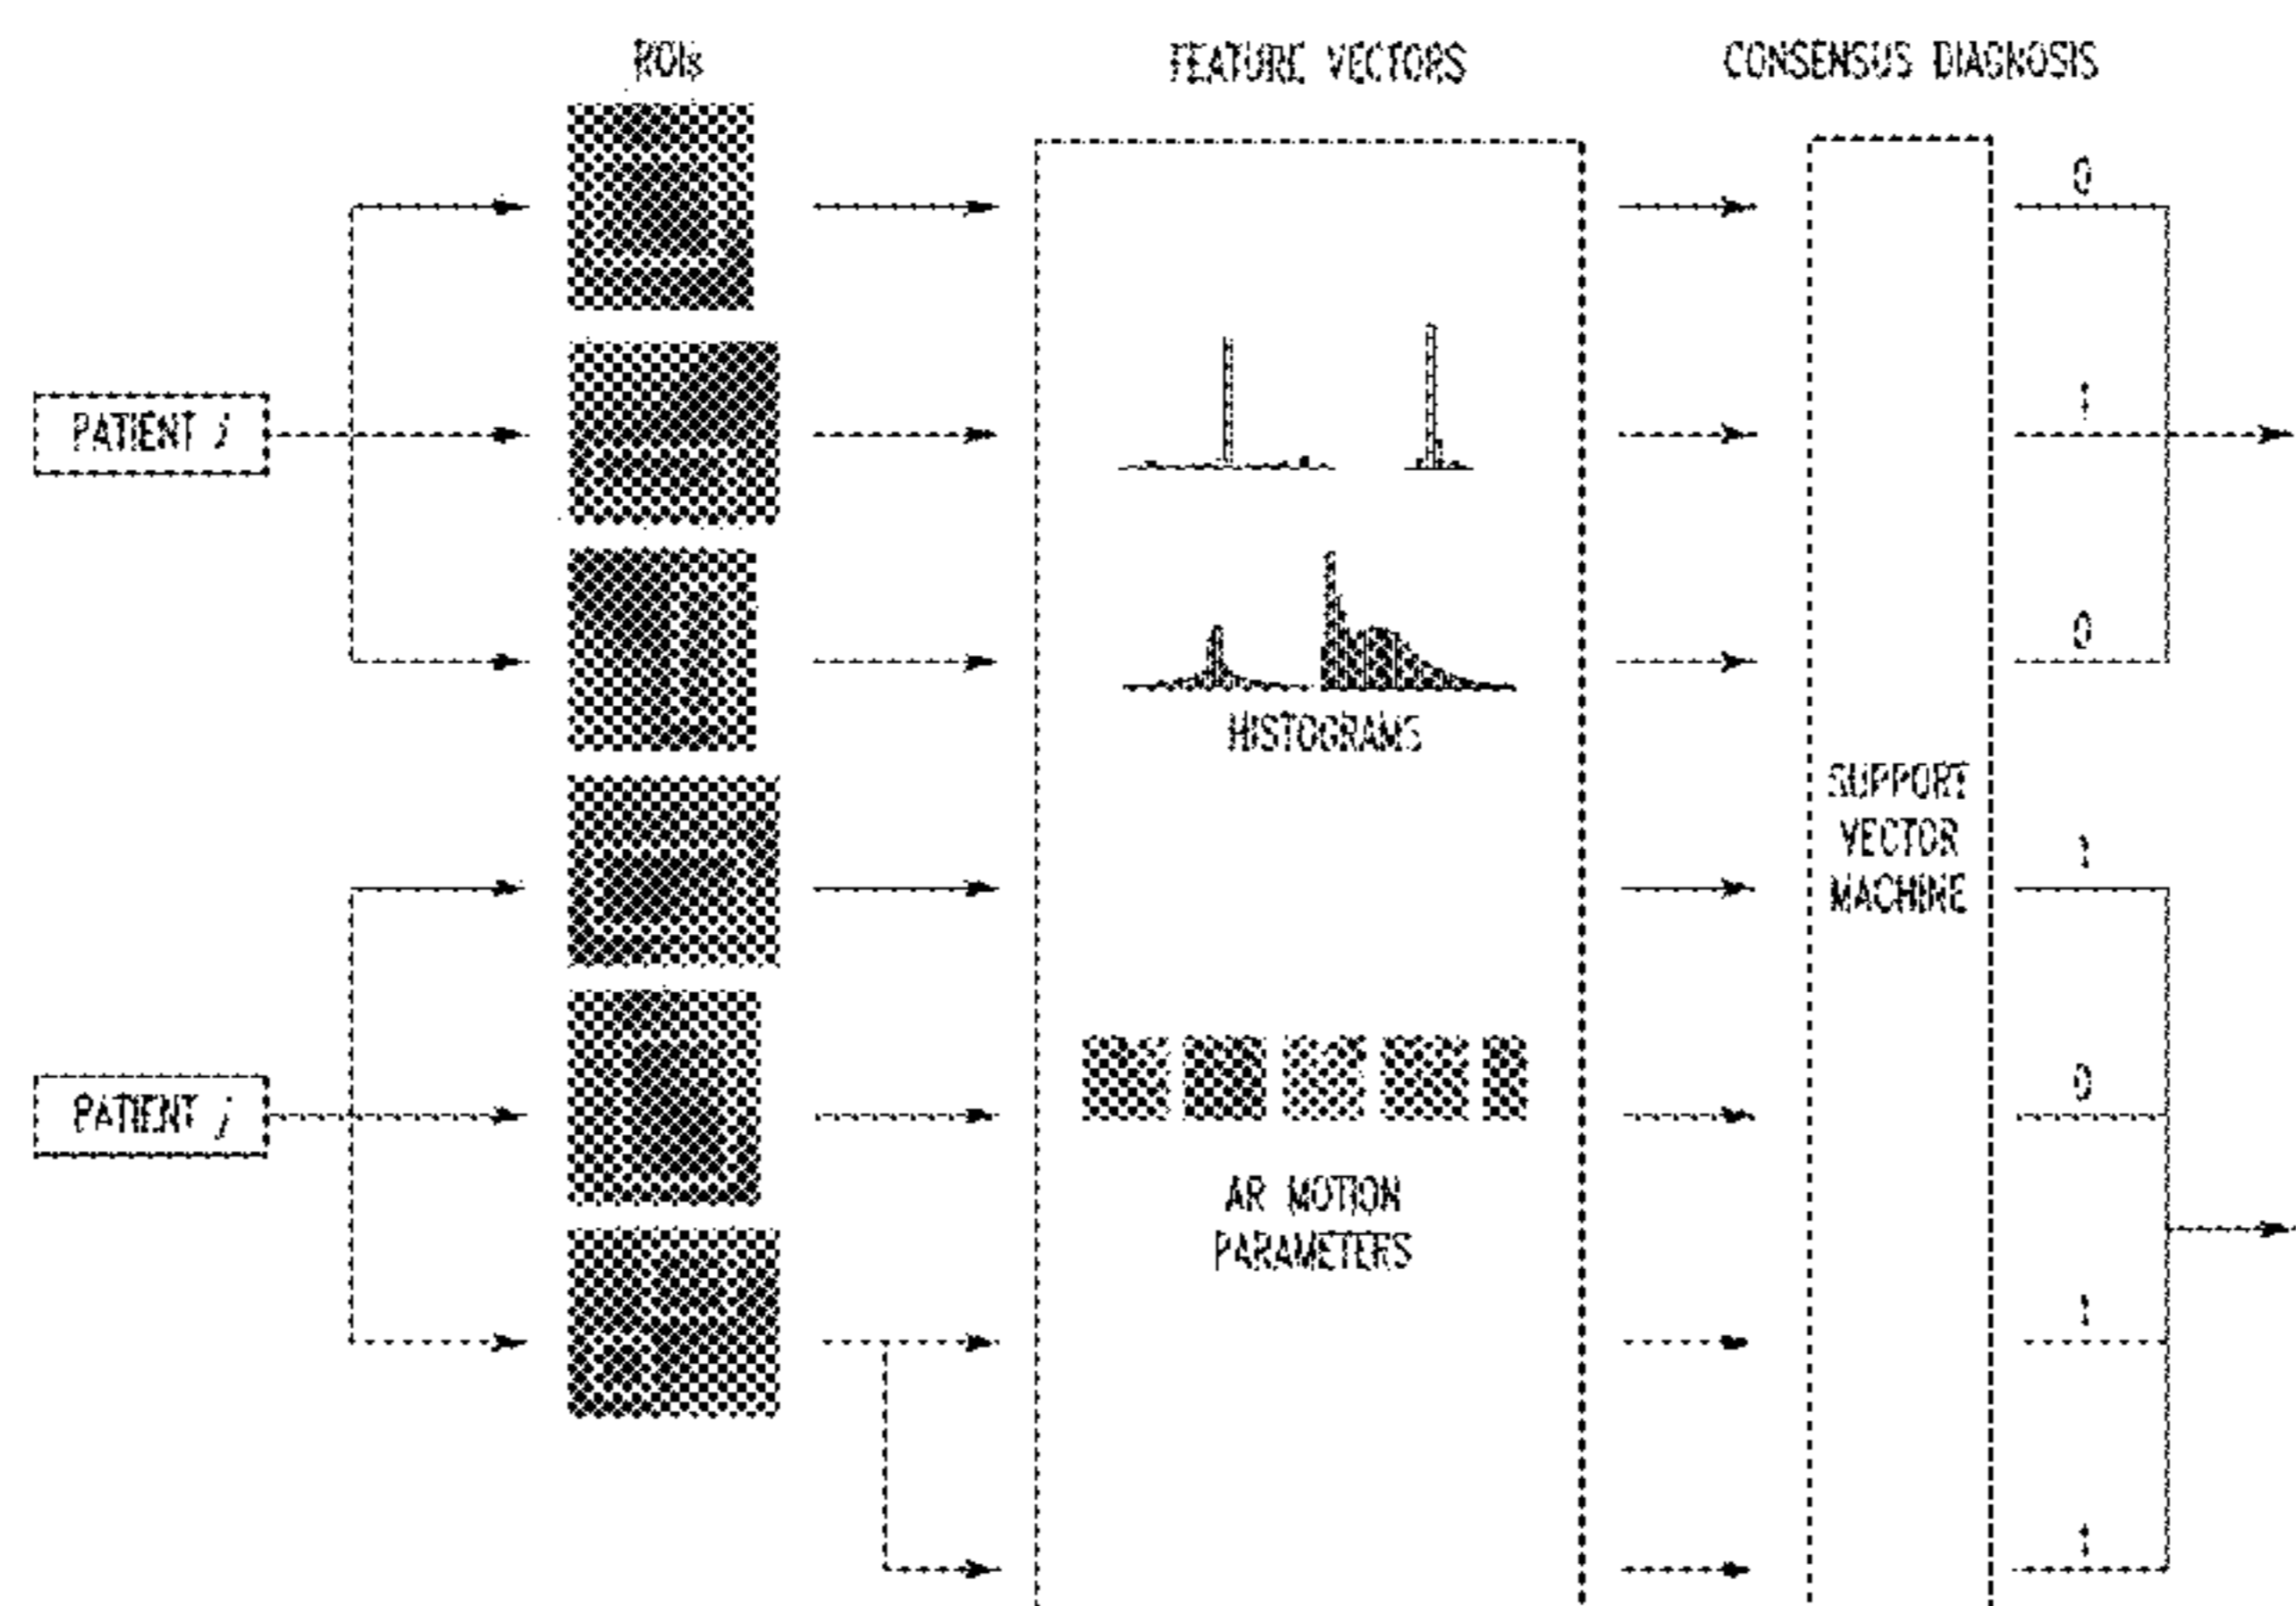 ROIs
FEATURE VECTORS
CONSENSUS DIAGNOSIS
0
PATIENT i
1
0
HISTOGRAMS
SUPPORT
VECTOR
MACHINE
1
PATIENT j
0
AR MOTION
PARAMETERS
1
1